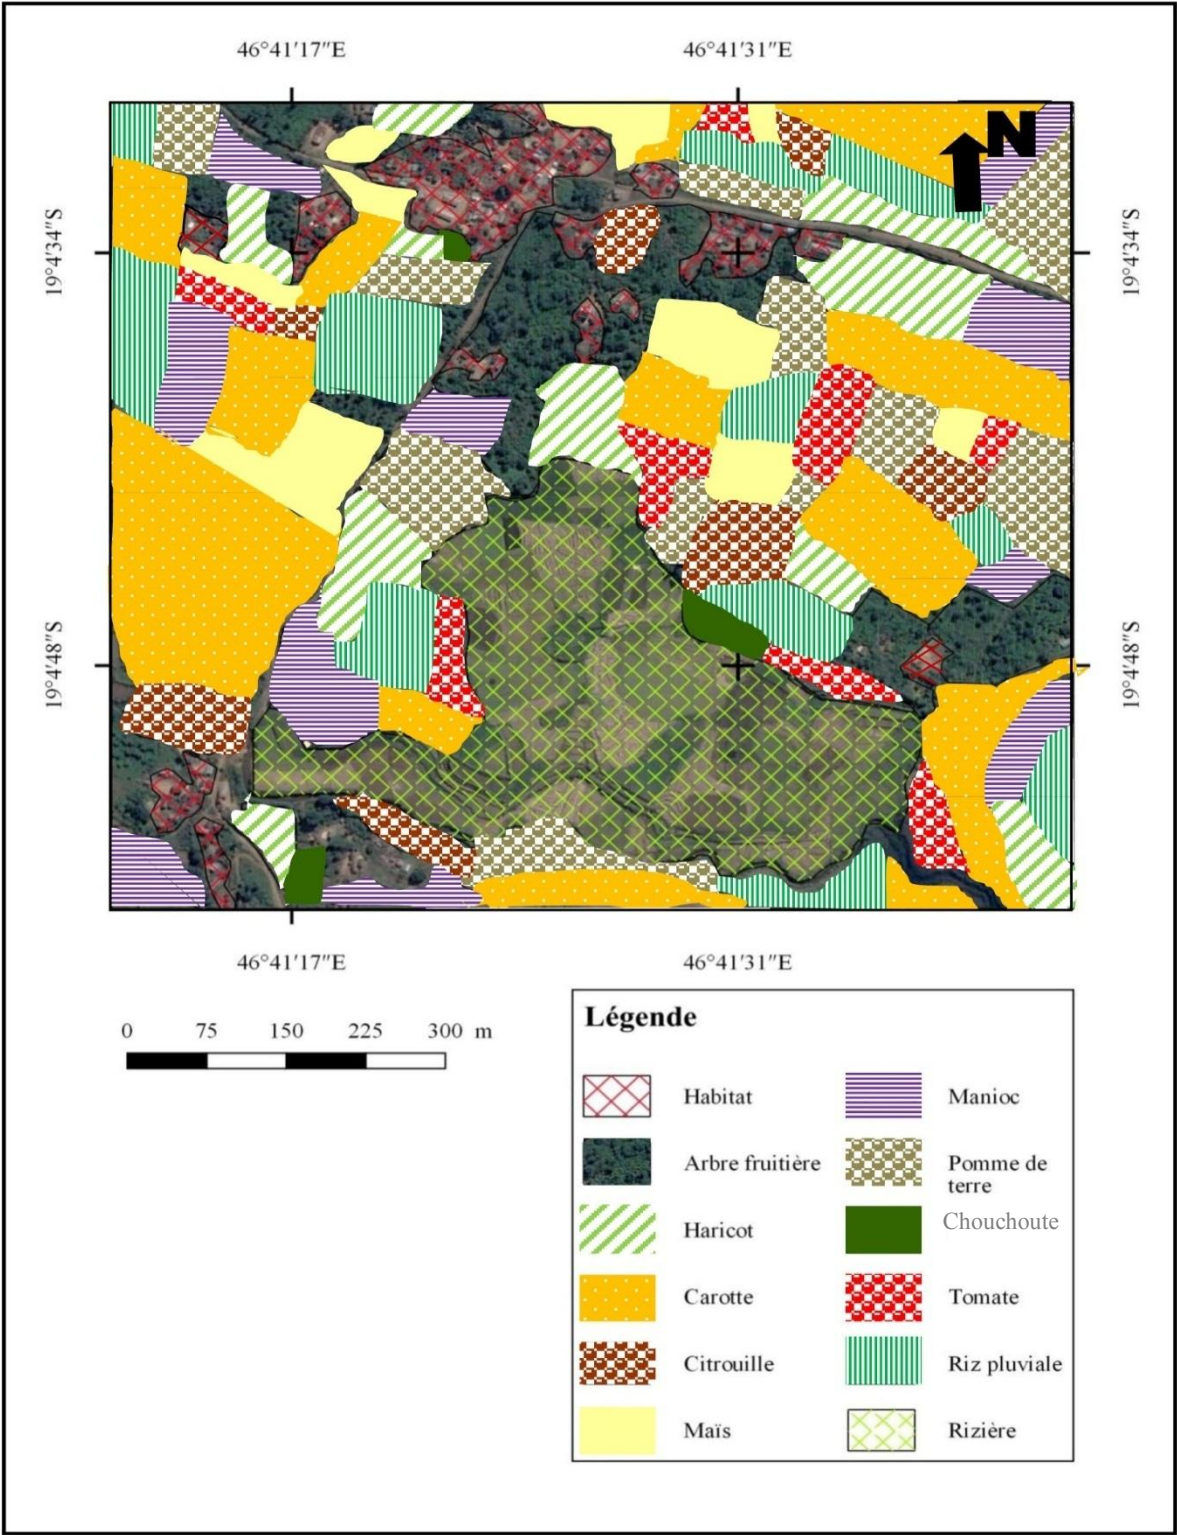 46°41'17"E 46°41'31"E
N
19°4'34"S 19°4'34"S
19°4'48"S 19°4'48"S
46°41'17"E 46°41'31"E
0 75 150 225 300 m
Légende
Habitat
Manioc
Arbre fruitière
Pomme de
terre
Haricot
Chouchoute
Carotte
Tomate
Citrouille
Riz pluviale
Maïs
Rizière